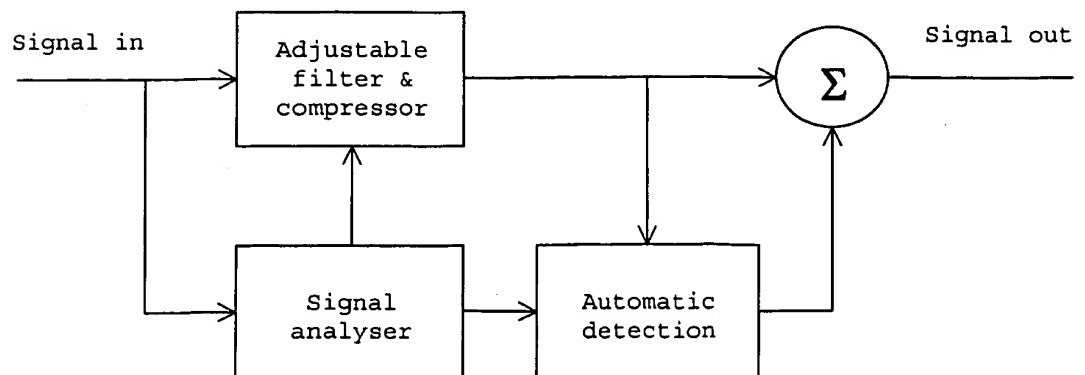 Signal in
Adjustable
filter &
compressor
Signal out
Σ
Signal
analyser
Automatic
detection